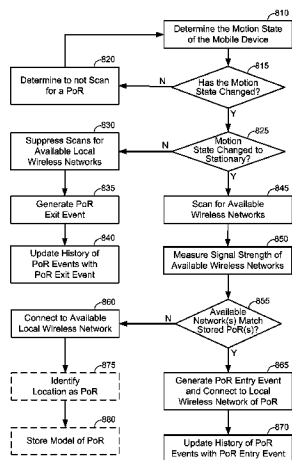 810
Determine the Motion State
of the Mobile Device
820
815
Determine to not Scan
for a PoR
N
Has the Motion
State Changed?
Y
830
825
Suppress Scans for
Available Local
Wireless Networks
N
Motion
State Changed to
Stationary?
Y
835
845
Generate PoR
Exit Event
Scan for Available
Wireless Networks
840
850
Update History of
PoR Events with
PoR Exit Event
Measure Signal Strength of
Available Wireless Networks
860
855
Connect to Available
Local Wireless Network
N
Available
Network(s) Match
Stored PoR(s)?
Y
875
865
Identify
Location as PoR
Generate PoR Entry Event
and Connect to Local
Wireless Network of PoR
880
870
Store Model of PoR
Update History of PoR
Events with PoR Entry Event